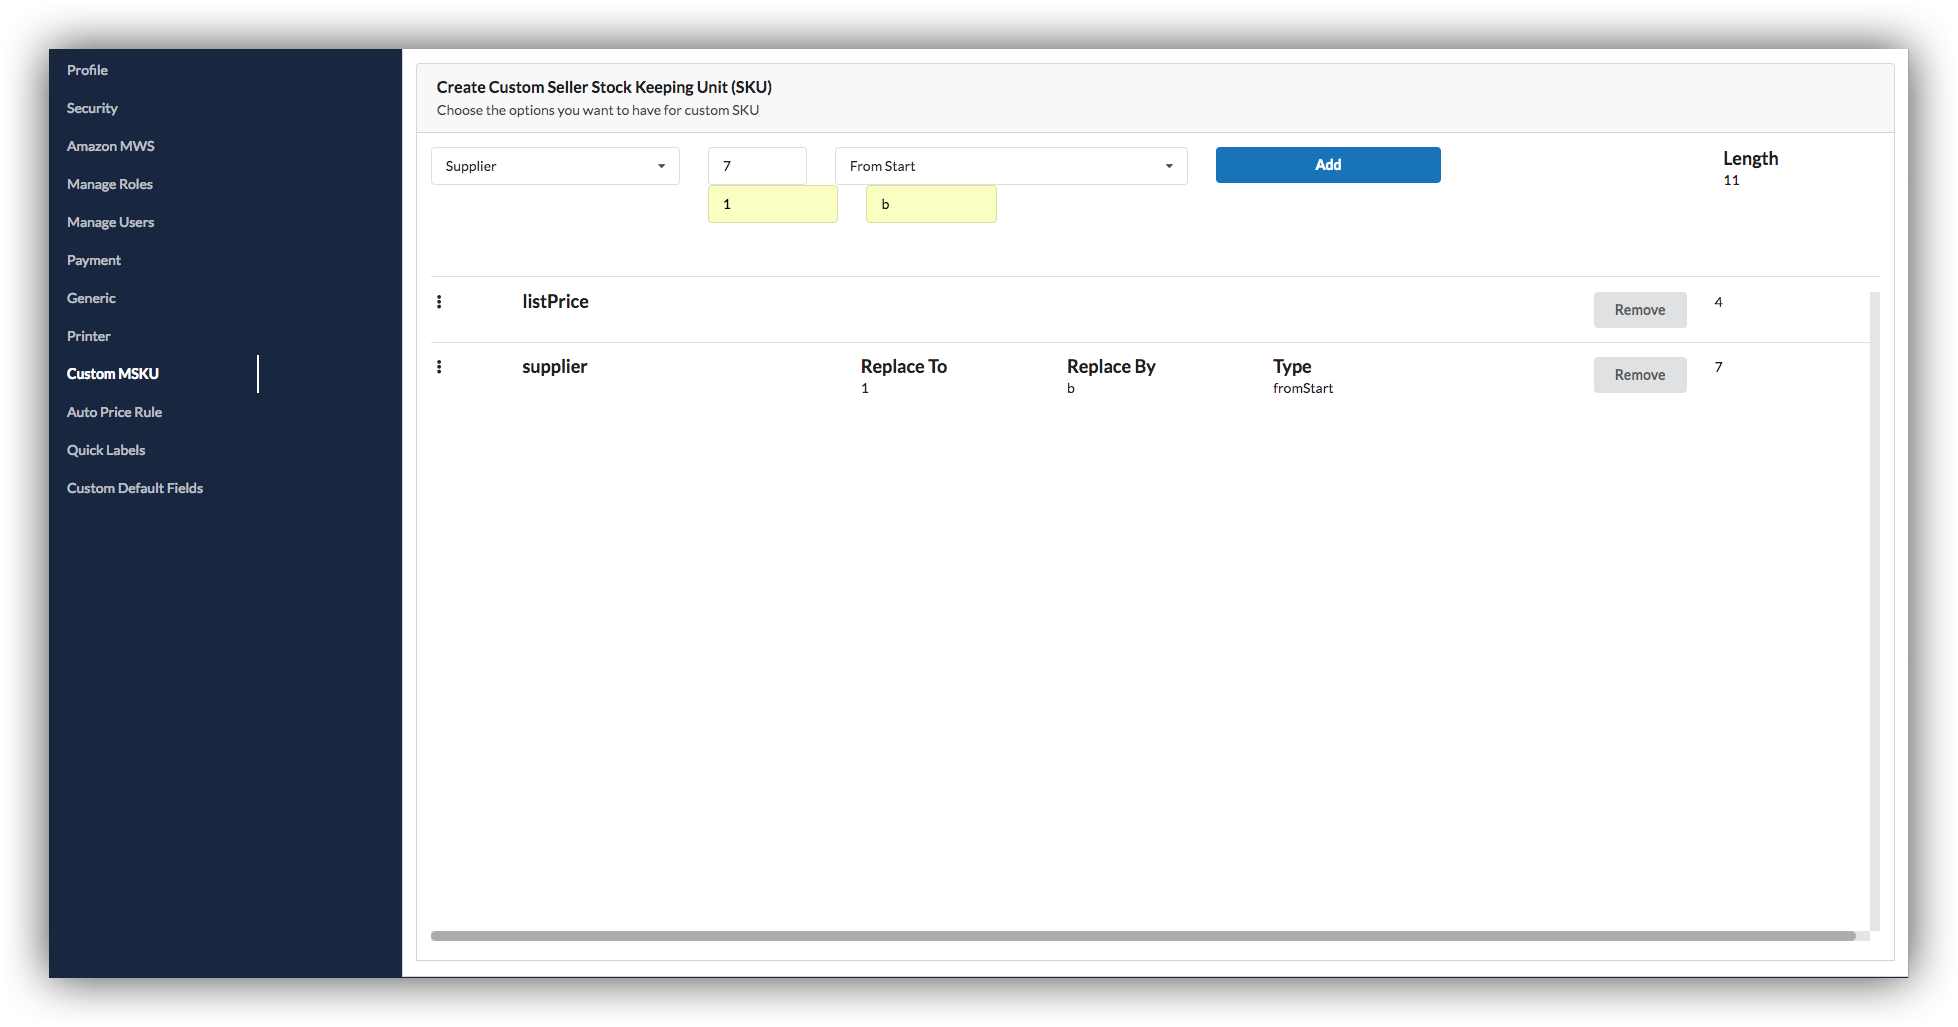 Profile
Security
Amazon MWS
Manage Roles
Manage Users
Payment
Generic
Printer
Custom MSKU
Auto Price Rule
Quick Labels
Custom Default Fields
Create Custom Seller Stock Keeping Unit (SKU)
Choose the options you want to have for custom SKU
Supplier 7 From Start Add Length
11
1 b
listPrice Remove 4
supplier Replace To Replace By Type Remove 7
1 b fromStart